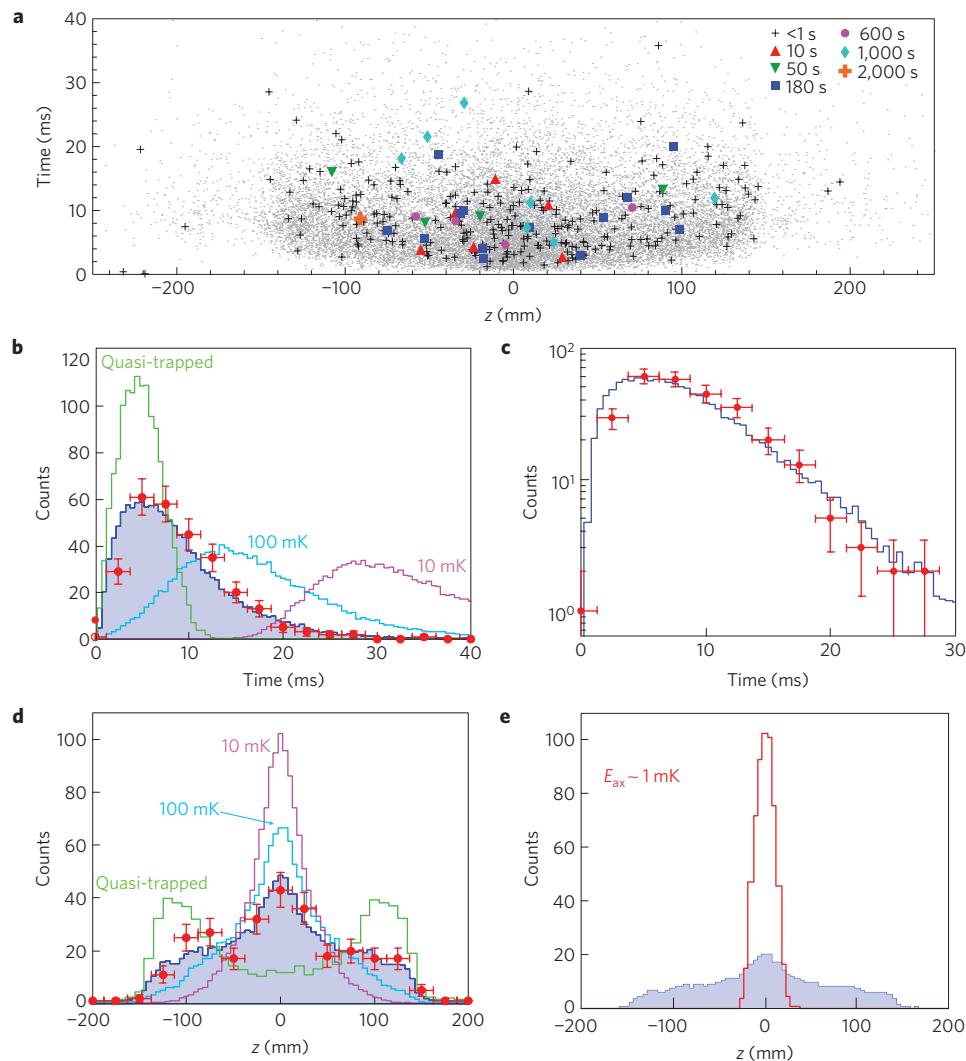 a
40
30
20
10
0
Time (ms)
−200
−100
0
100
200
z (mm)
<1 s
10 s
50 s
180 s
600 s
1,000 s
2,000 s
b
120
100
80
60
40
20
0
Counts
Quasi-trapped
100 mK
10 mK
0
10
20
30
40
Time (ms)
c
10²
10¹
10⁰
Counts
0
10
20
30
Time (ms)
d
100
80
60
40
20
0
Counts
10 mK
100 mK
Quasi-trapped
−200
−100
0
100
200
z (mm)
e
100
80
60
40
20
0
Counts
Eax ~ 1 mK
−200
−100
0
100
200
z (mm)